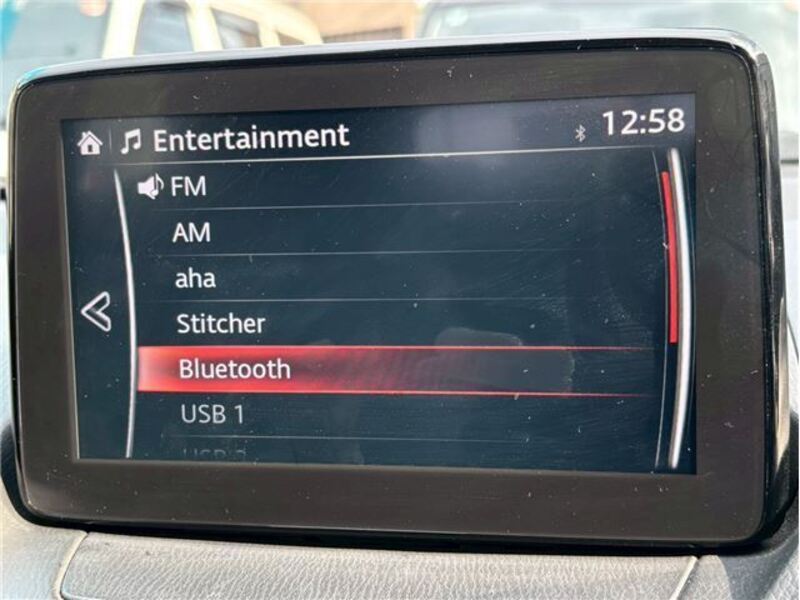 Entertainment
12:58
FM
AM
aha
Stitcher
Bluetooth
USB 1